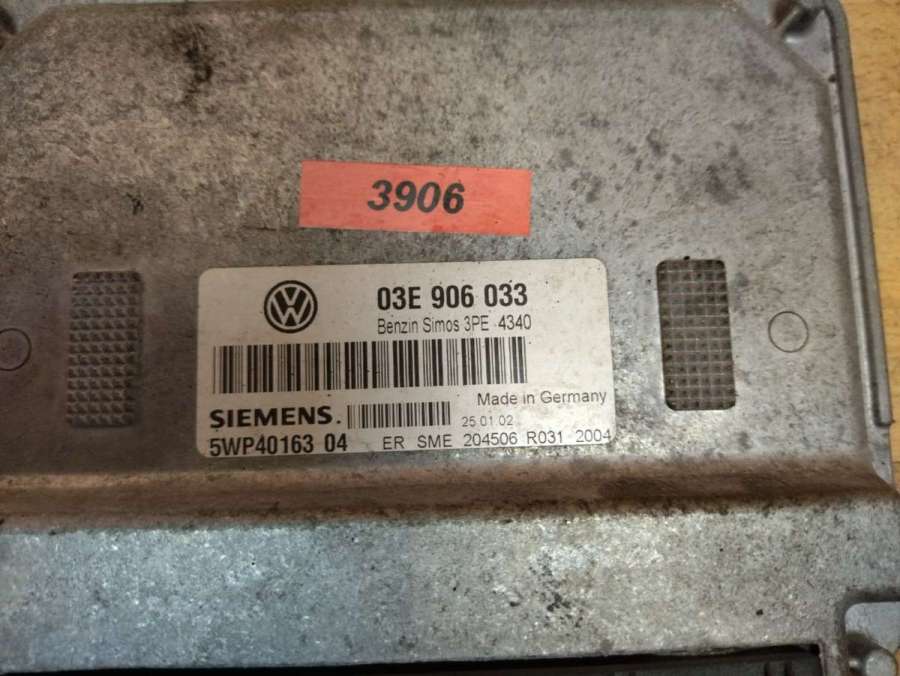 3906
VW
03E 906 033
Benzin Simos 3PE 4340
Made in Germany
SIEMENS. 25 01 02
5WP40163 04 ER SME 204506 R031 2004